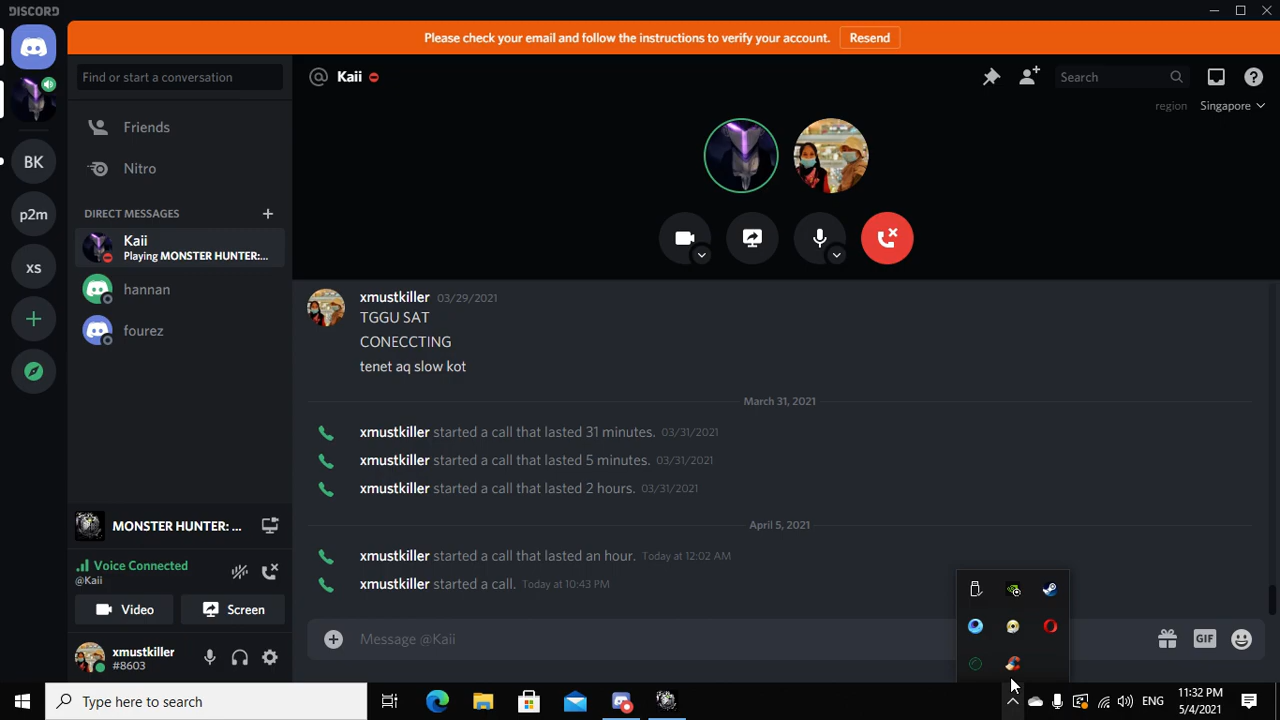 DISCORD
Please check your email and follow the instructions to verify your account.
Resend
Find or start a conversation
Kaii
Search
region
Singapore
Friends
Nitro
BK
DIRECT MESSAGES
p2m
Kaii
Playing MONSTER HUNTER:...
xs
hannan
fourez
xmustkiller 03/29/2021
TGGU SAT
CONECCTING
tenet aq slow kot
March 31, 2021
xmustkiller started a call that lasted 31 minutes. 03/31/2021
xmustkiller started a call that lasted 5 minutes. 03/31/2021
xmustkiller started a call that lasted 2 hours. 03/31/2021
April 5, 2021
xmustkiller started a call that lasted an hour. Today at 12:02 AM
xmustkiller started a call. Today at 10:43 PM
MONSTER HUNTER: ...
Voice Connected
@Kaii
Video
Screen
xmustkiller
#8603
Message @Kaii
GIF
Type here to search
ENG
11:32 PM
5/4/2021